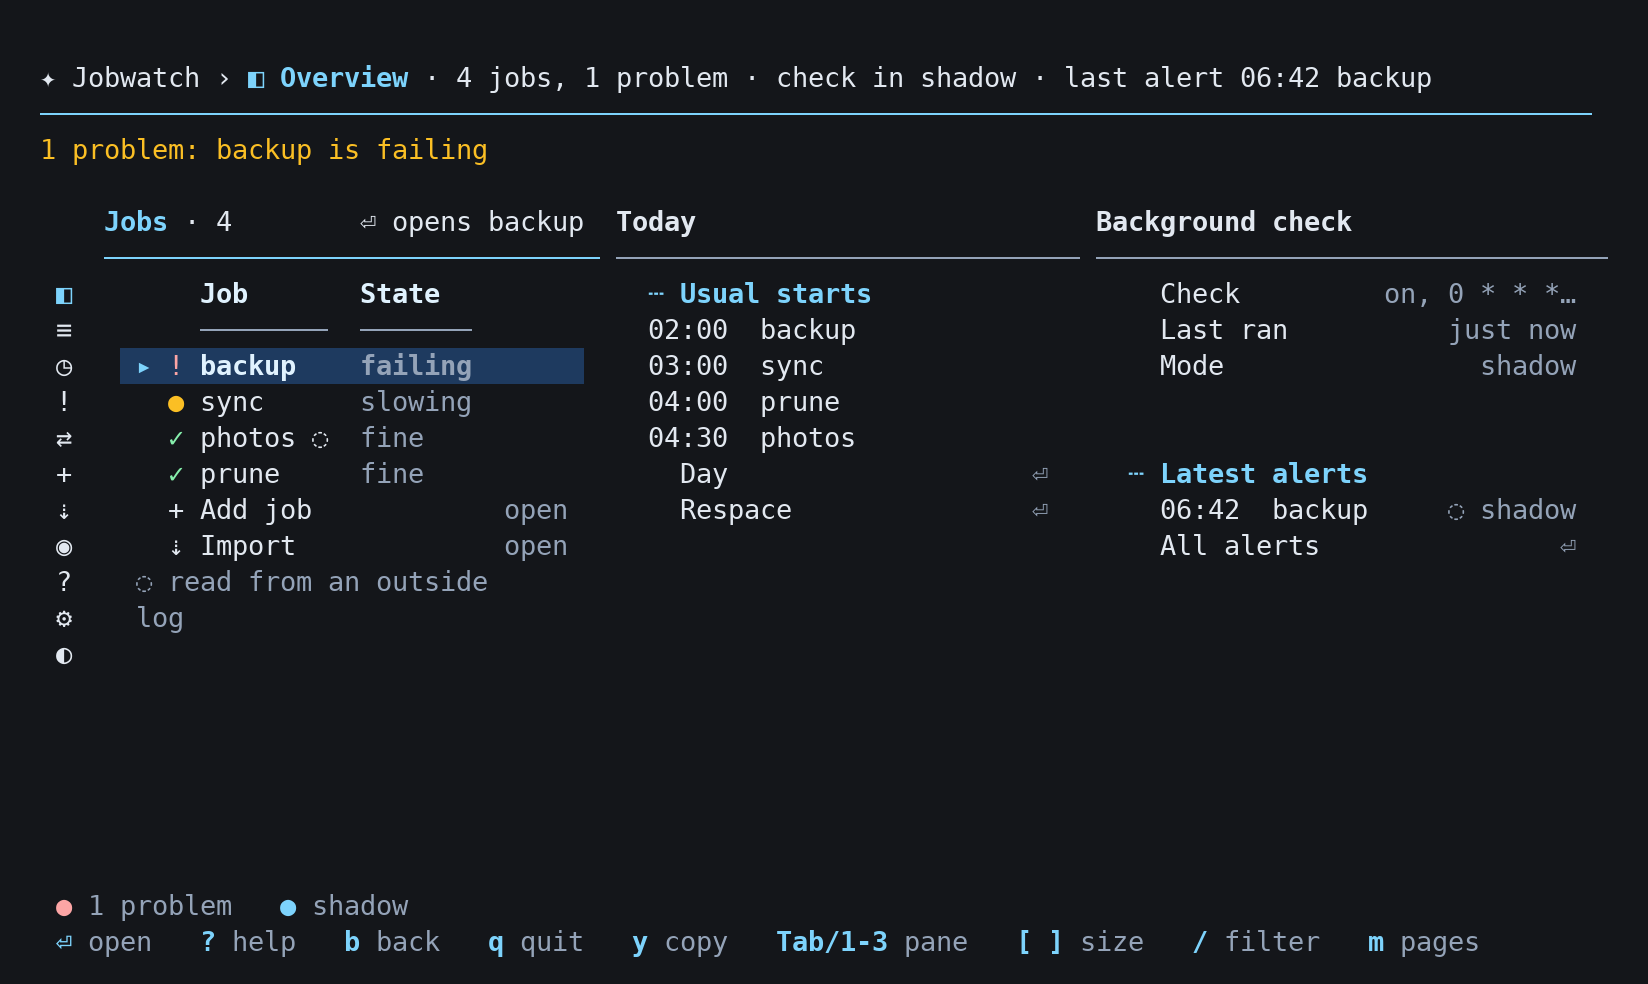 ✦ Jobwatch › ◧ Overview · 4 jobs, 1 problem · check in shadow · last alert 06:42 backup
1 problem: backup is failing
Jobs · 4 ⏎ opens backup Today Background check
◧ Job State ┄ Usual starts Check on, 0 * * *…
≡ 02:00 backup Last ran just now
◷ ▸ ! backup failing 03:00 sync Mode shadow
! ● sync slowing 04:00 prune
⇄ ✓ photos ◌ fine 04:30 photos
+ ✓ prune fine Day ⏎ ┄ Latest alerts
⇣ + Add job open Respace ⏎ 06:42 backup ◌ shadow
◉ ⇣ Import open All alerts ⏎
? ◌ read from an outside
⚙ log
◐
● 1 problem ● shadow
⏎ open ? help b back q quit y copy Tab/1-3 pane [ ] size / filter m pages